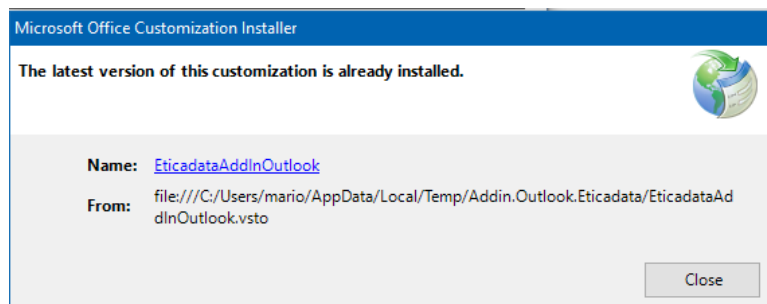 Microsoft Office Customization Installer
The latest version of this customization is already installed.
Name: EticadataAddInOutlook
From: file:///C:/Users/mario/AppData/Local/Temp/Addin.Outlook.Eticadata/EticadataAd
dInOutlook.vsto
Close